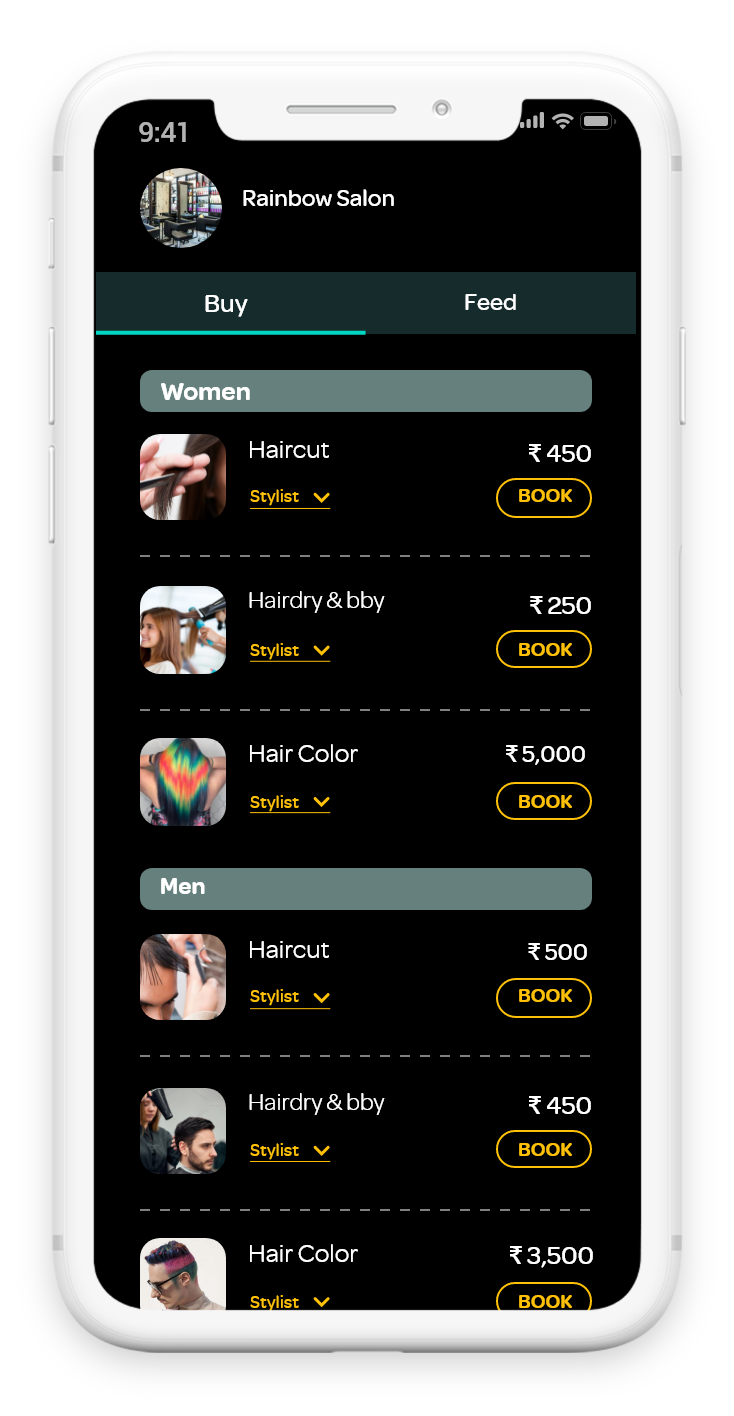 9:41
Rainbow Salon
Buy Feed
Women
Haircut ₹ 450
Stylist BOOK
Hairdry & bby ₹ 250
Stylist BOOK
Hair Color ₹ 5,000
Stylist BOOK
Men
Haircut ₹ 500
Stylist BOOK
Hairdry & bby ₹ 450
Stylist BOOK
Hair Color ₹ 3,500
Stylist BOOK